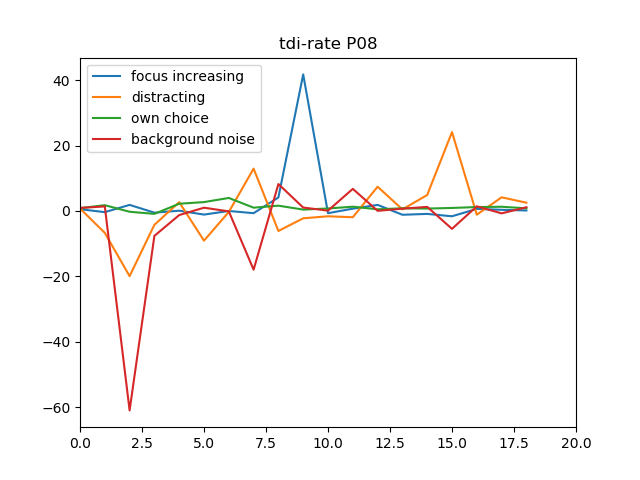 tdi-rate P08
focus increasing
distracting
own choice
background noise
40
20
0
−20
−40
−60
0.0 2.5 5.0 7.5 10.0 12.5 15.0 17.5 20.0